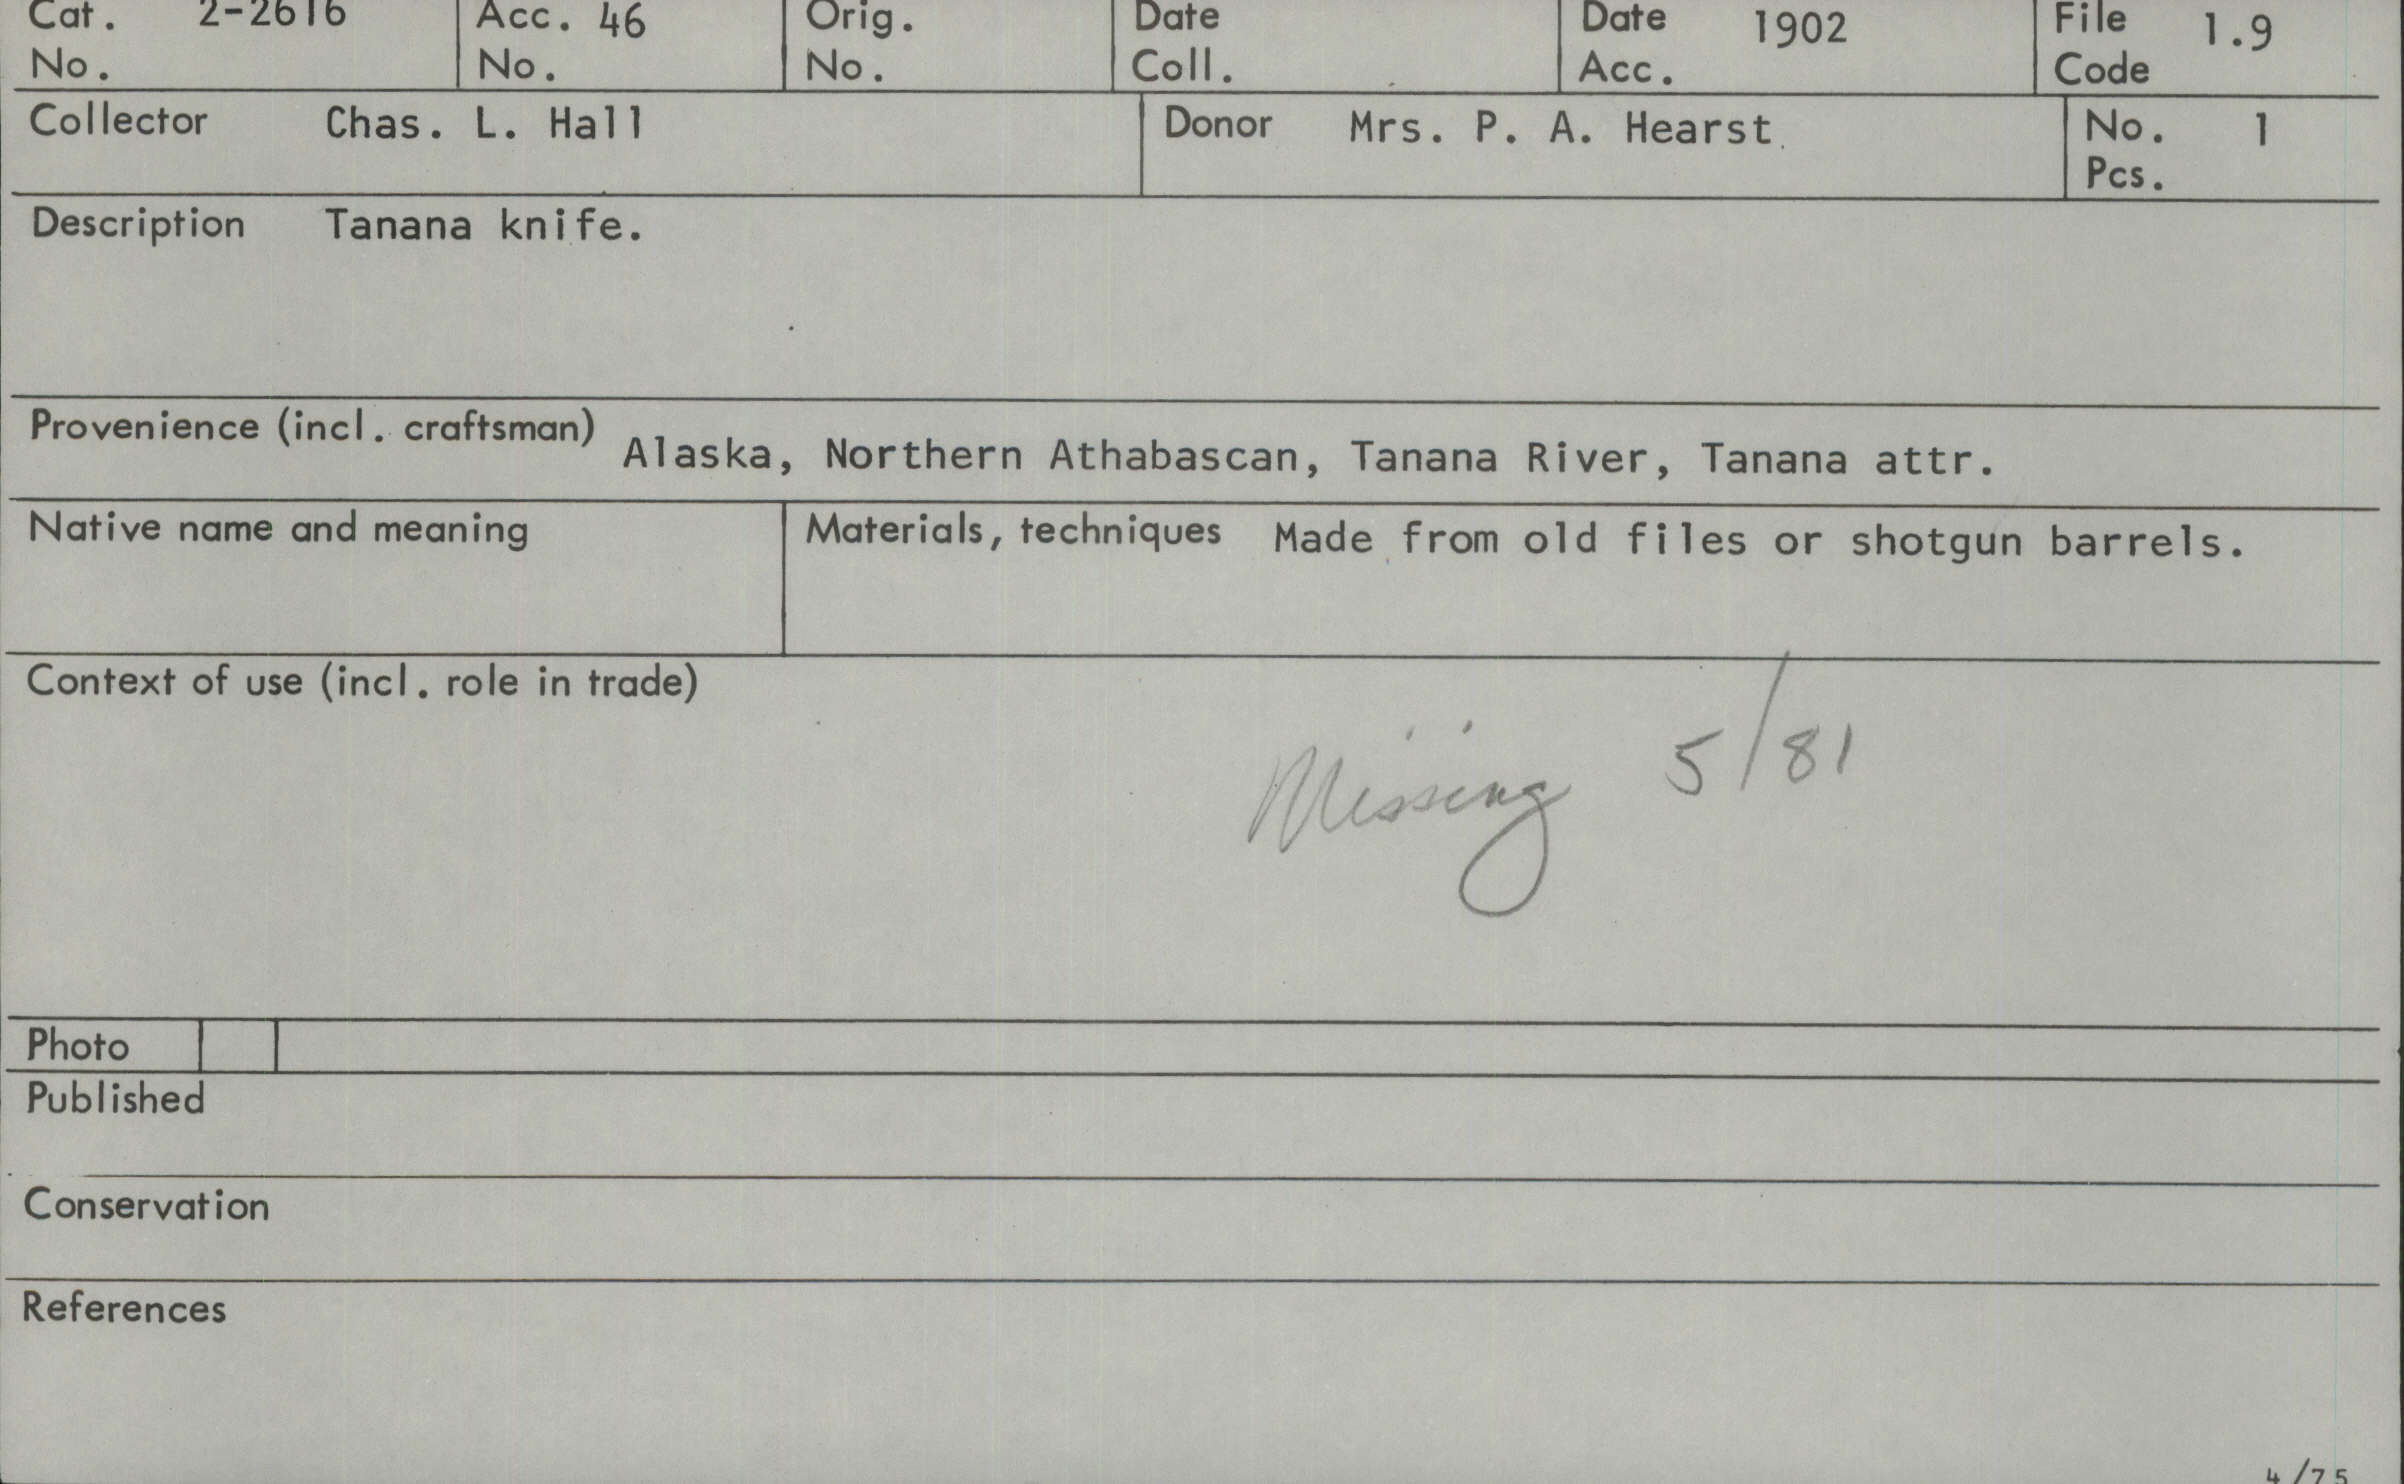 Cat. 2-2616 Acc. 46 Orig. Date Date 1902 File 1.9
No. No. No. Coll. Acc. Code
Collector Chas. L. Hall Donor Mrs. P. A. Hearst No. 1
Pcs.
Description Tanana knife.
Provenience (incl. craftsman) Alaska, Northern Athabascan, Tanana River, Tanana attr.
Native name and meaning Materials, techniques Made from old files or shotgun barrels.
Context of use (incl. role in trade)
Missing 5/81
Photo
Published
Conservation
References
4/75